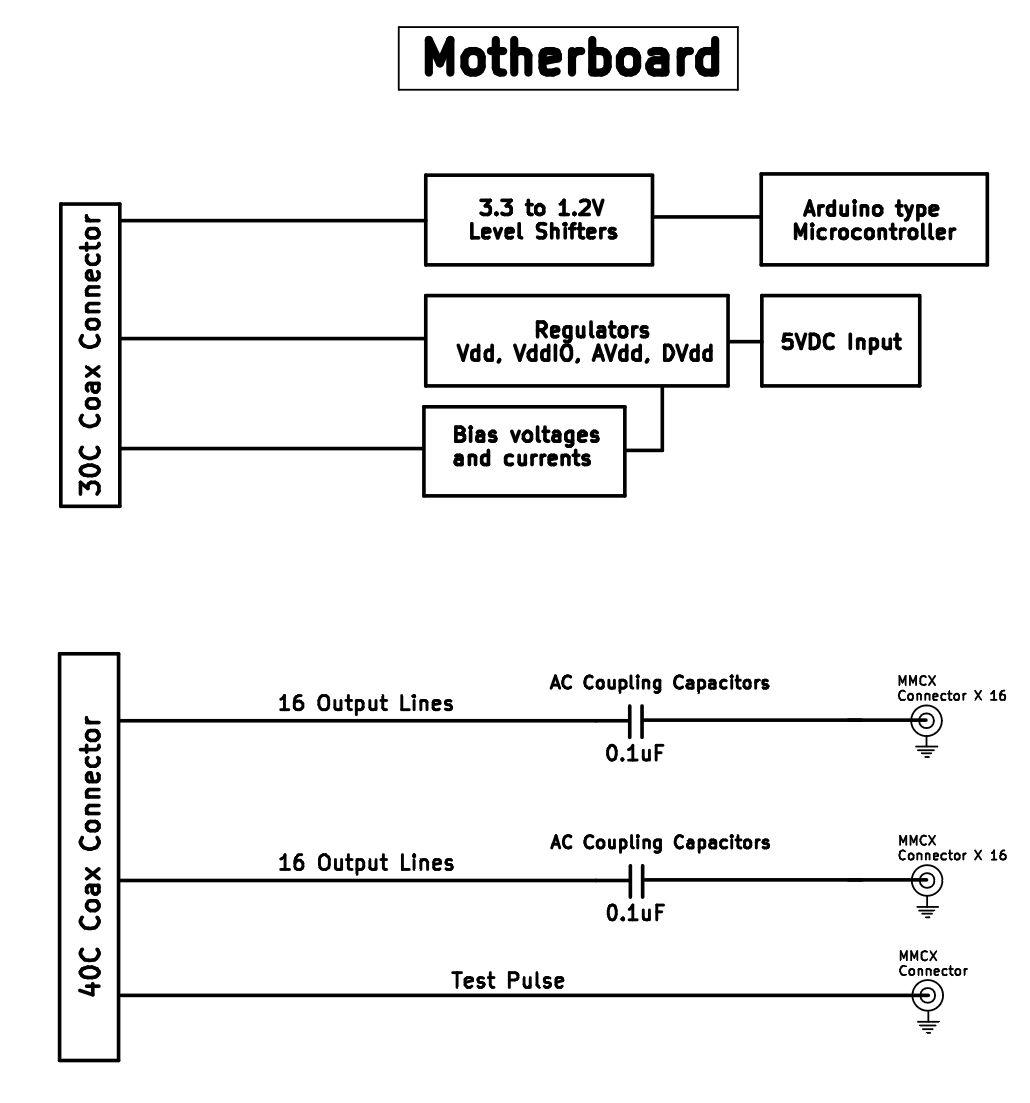 Motherboard
30C Coax Connector
3.3 to 1.2V
Level Shifters
Arduino type
Microcontroller
Regulators
Vdd, VddIO, AVdd, DVdd
5VDC Input
Bias voltages
and currents
40C Coax Connector
16 Output Lines
AC Coupling Capacitors
0.1uF
MMCX
Connector X 16
16 Output Lines
AC Coupling Capacitors
0.1uF
MMCX
Connector X 16
Test Pulse
MMCX
Connector